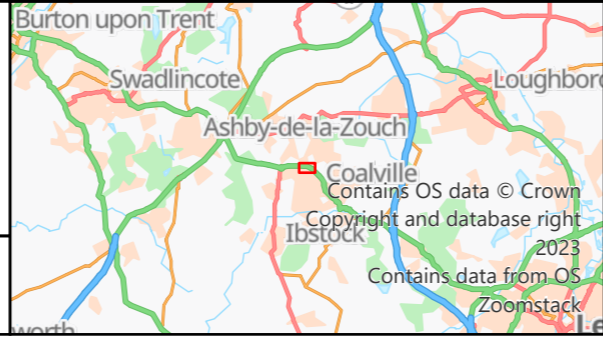 Burton upon Trent
Swadlincote
Loughboro
Ashby-de-la-Zouch
Coalville
Ibstock
Contains OS data © Crown
Copyright and database right
2023
Contains data from OS
Zoomstack
worth
Le